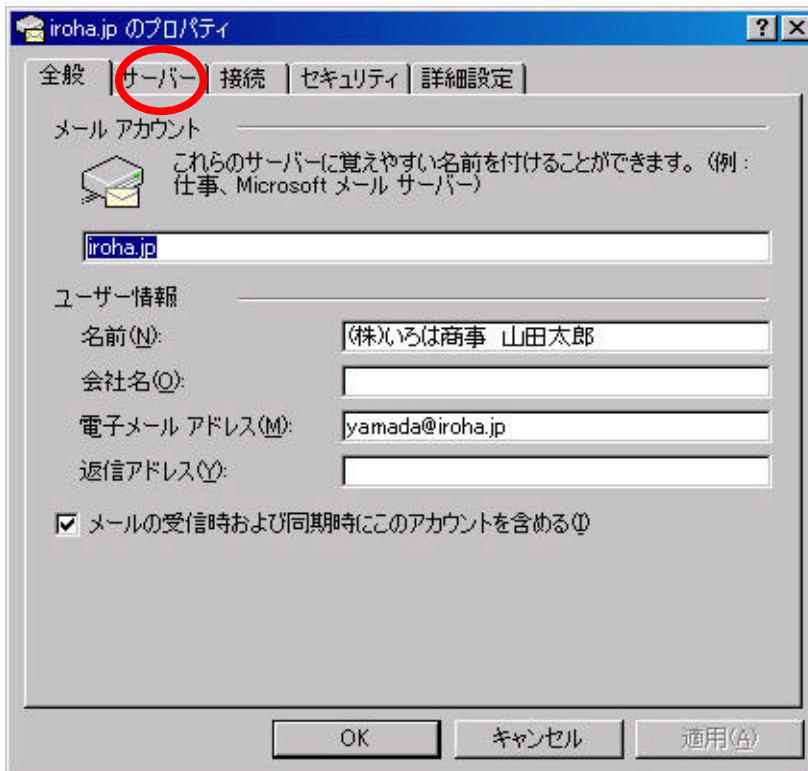 iroha.jp のプロパティ
全般 サーバー 接続 セキュリティ 詳細設定
メール アカウント
これらのサーバーに覚えやすい名前を付けることができます。(例 :
仕事、Microsoft メール サーバー)
iroha.jp
ユーザー情報
名前(N): (株)いろは商事 山田太郎
会社名(O):
電子メール アドレス(M): yamada@iroha.jp
返信アドレス(Y):
メールの受信時および同期時にこのアカウントを含める(I)
OK キャンセル 適用(A)